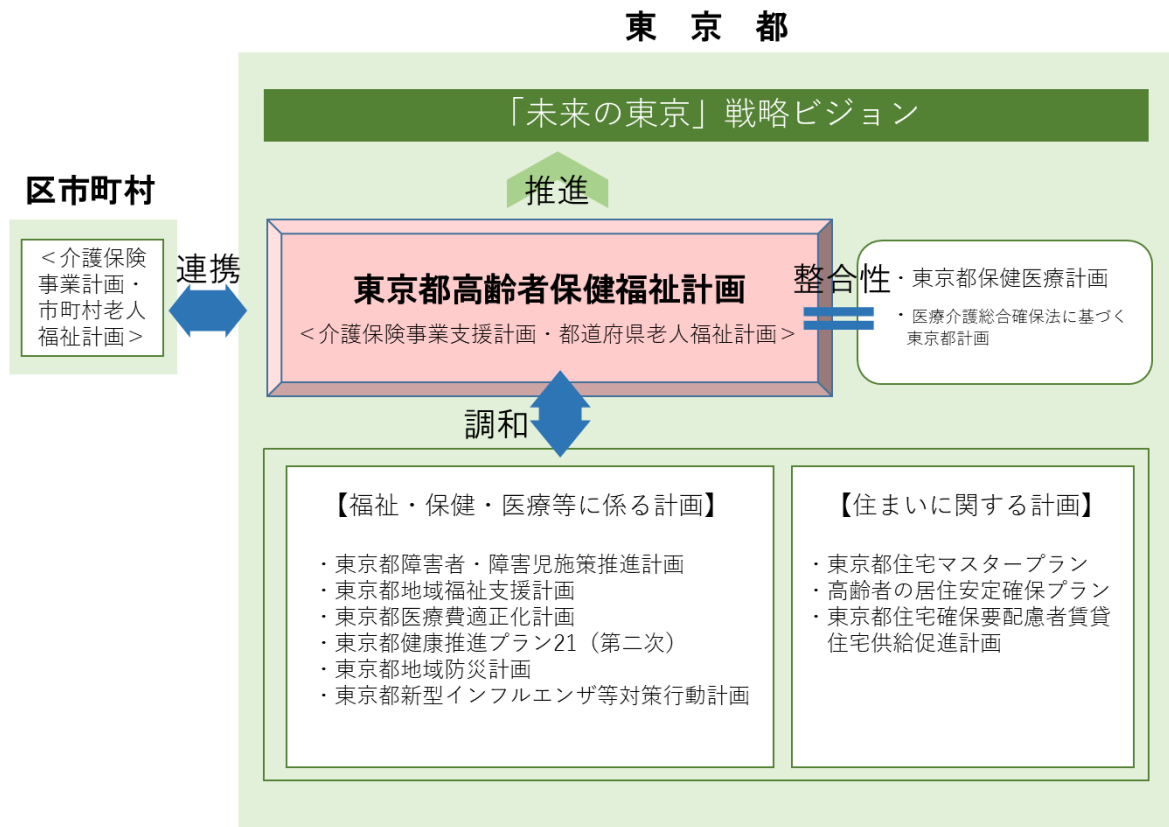 東 京 都
「未来の東京」戦略ビジョン
推進
区市町村
＜介護保険
事業計画・
市町村老人
福祉計画＞
連携
東京都高齢者保健福祉計画
＜介護保険事業支援計画・都道府県老人福祉計画＞
整合性
・東京都保健医療計画
・医療介護総合確保法に基づく
東京都計画
調和
【福祉・保健・医療等に係る計画】
・東京都障害者・障害児施策推進計画
・東京都地域福祉支援計画
・東京都医療費適正化計画
・東京都健康推進プラン21（第二次）
・東京都地域防災計画
・東京都新型インフルエンザ等対策行動計画
【住まいに関する計画】
・東京都住宅マスタープラン
・高齢者の居住安定確保プラン
・東京都住宅確保要配慮者賃貸
住宅供給促進計画